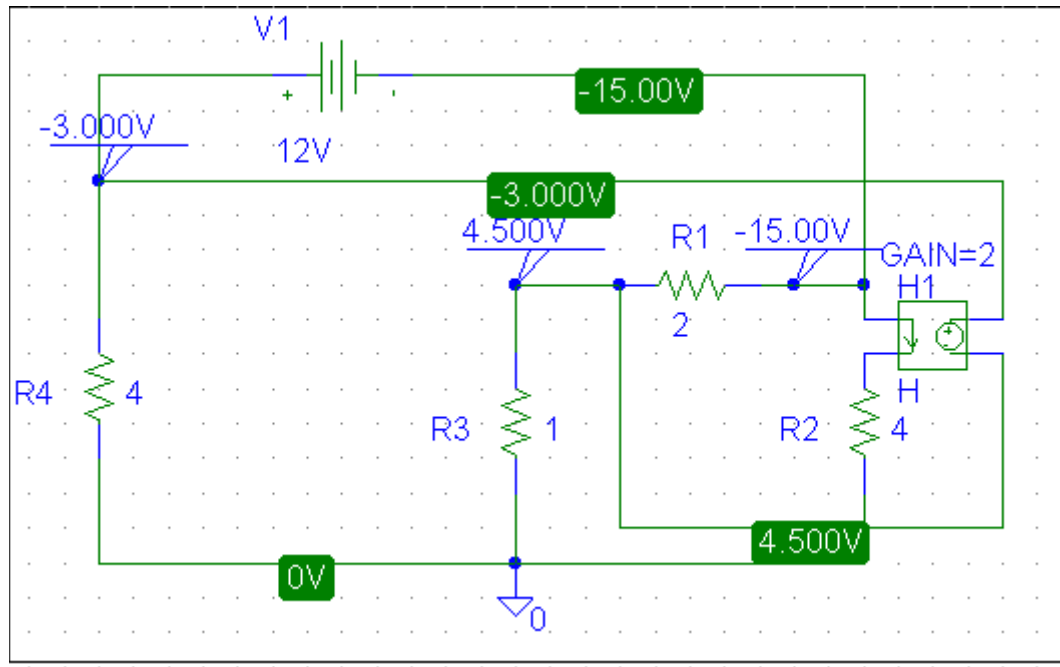 V1
+ -
-15.00V
-3.000V
12V
-3.000V
4.500V
R1
-15.00V
GAIN=2
H1
2
+
-
R4
4
R3
1
R2
4
H
4.500V
0V
0